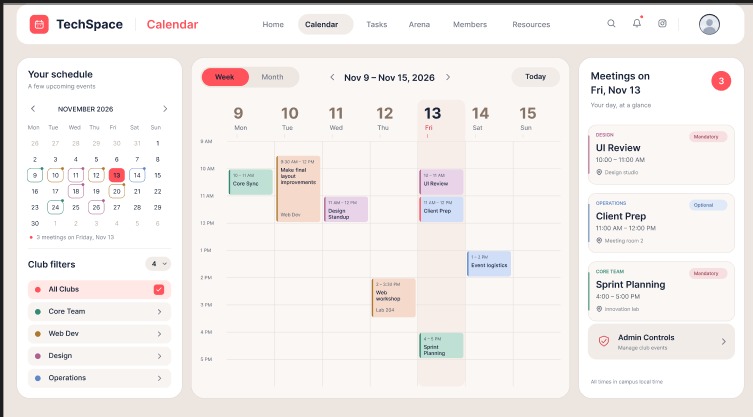 TechSpace
Calendar
Home
Calendar
Tasks
Arena
Members
Resources
Your schedule
A few upcoming events
NOVEMBER 2026
Mon Tue Wed Thu Fri Sat Sun
26 27 28 29 30 31 1
2 3 4 5 6 7 8
9 10 11 12 13 14 15
16 17 18 19 20 21 22
23 24 25 26 27 28 29
30 1 2 3 4 5 6
3 meetings on Friday, Nov 13
Club filters
4
All Clubs
Core Team
Web Dev
Design
Operations
Week
Month
Nov 9 – Nov 15, 2026
Today
9 10 11 12 13 14 15
Mon Tue Wed Thu Fri Sat Sun
9 AM
10 AM
11 AM
12 PM
1 PM
2 PM
3 PM
4 PM
5 PM
10 – 11 AM
Core Sync
9:30 AM – 12 PM
Make final
layout
improvements
Web Dev
11 AM – 12 PM
Design
Standup
2 – 3:30 PM
Web
workshop
Lab 204
10 – 11 AM
UI Review
11 AM – 12 PM
Client Prep
4 – 5 PM
Sprint
Planning
1 – 2 PM
Event logistics
Meetings on
Fri, Nov 13
3
Your day, at a glance
DESIGN
Mandatory
UI Review
10:00 – 11:00 AM
Design studio
OPERATIONS
Optional
Client Prep
11:00 AM – 12:00 PM
Meeting room 2
CORE TEAM
Mandatory
Sprint Planning
4:00 – 5:00 PM
Innovation lab
Admin Controls
Manage club events
All times in campus local time